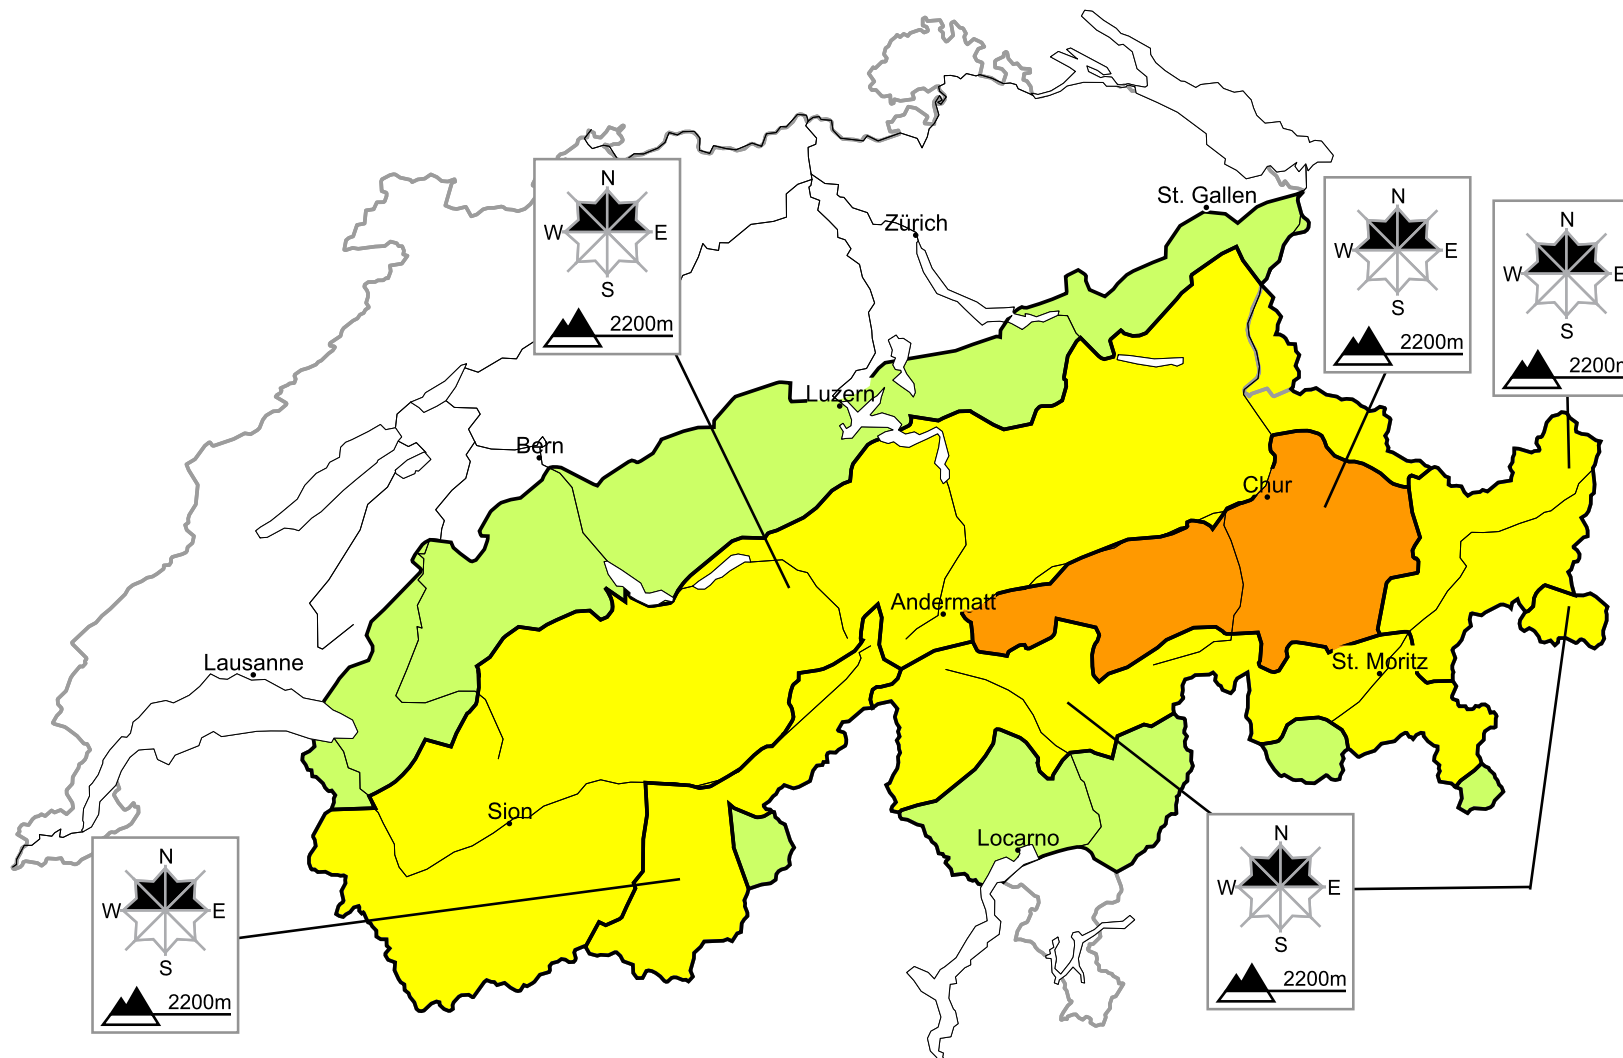 N
W E
S
2200m
St. Gallen
Zürich
N
W E
S
2200m
N
W E
S
2200m
Luzern
Bern
Chur
Andermatt
Lausanne
St. Moritz
Sion
Locarno
N
W E
S
2200m
N
W E
S
2200m